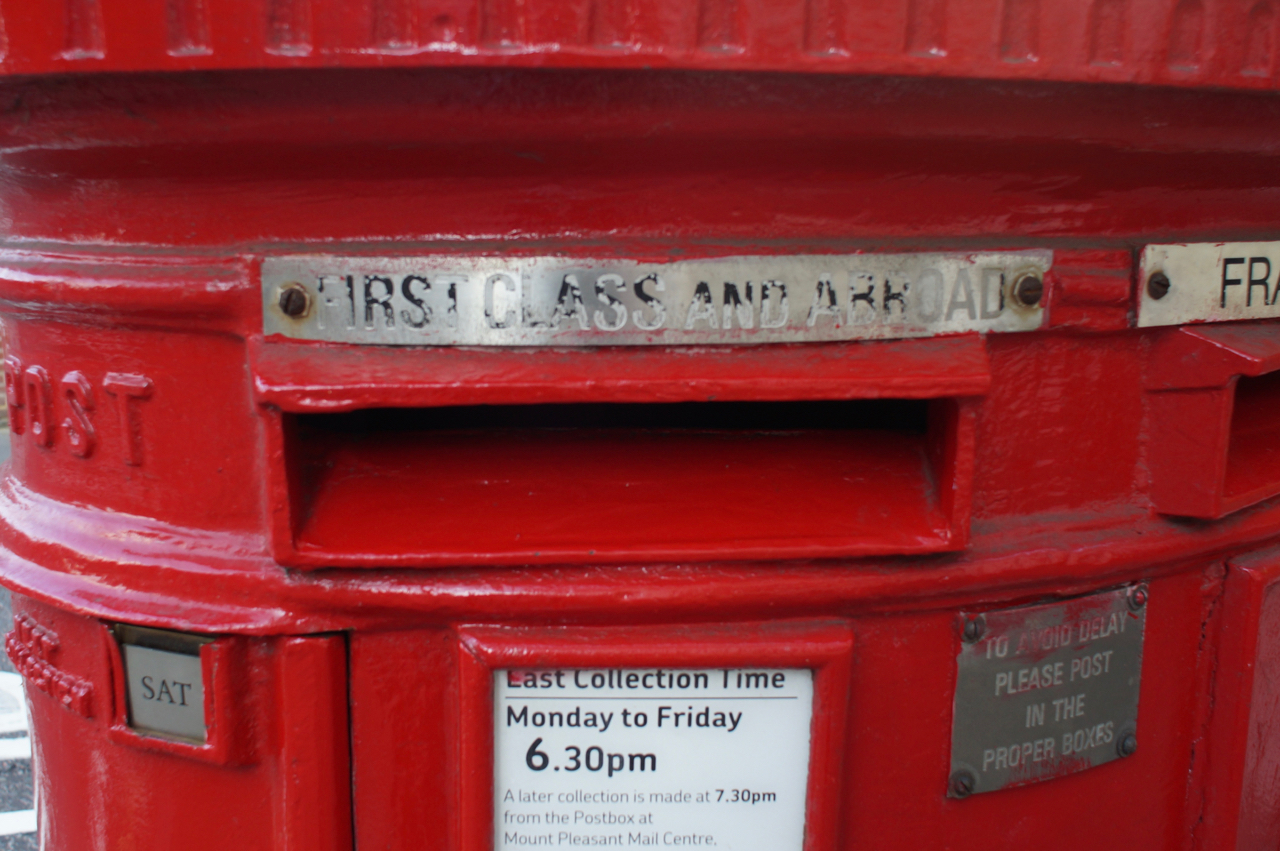 FIRST CLASS AND ABROAD
FRA
POST
SAT
Last Collection Time
Monday to Friday
6.30pm
A later collection is made at 7.30pm
from the Postbox at
Mount Pleasant Mail Centre,
TO AVOID DELAY
PLEASE POST
IN THE
PROPER BOXES